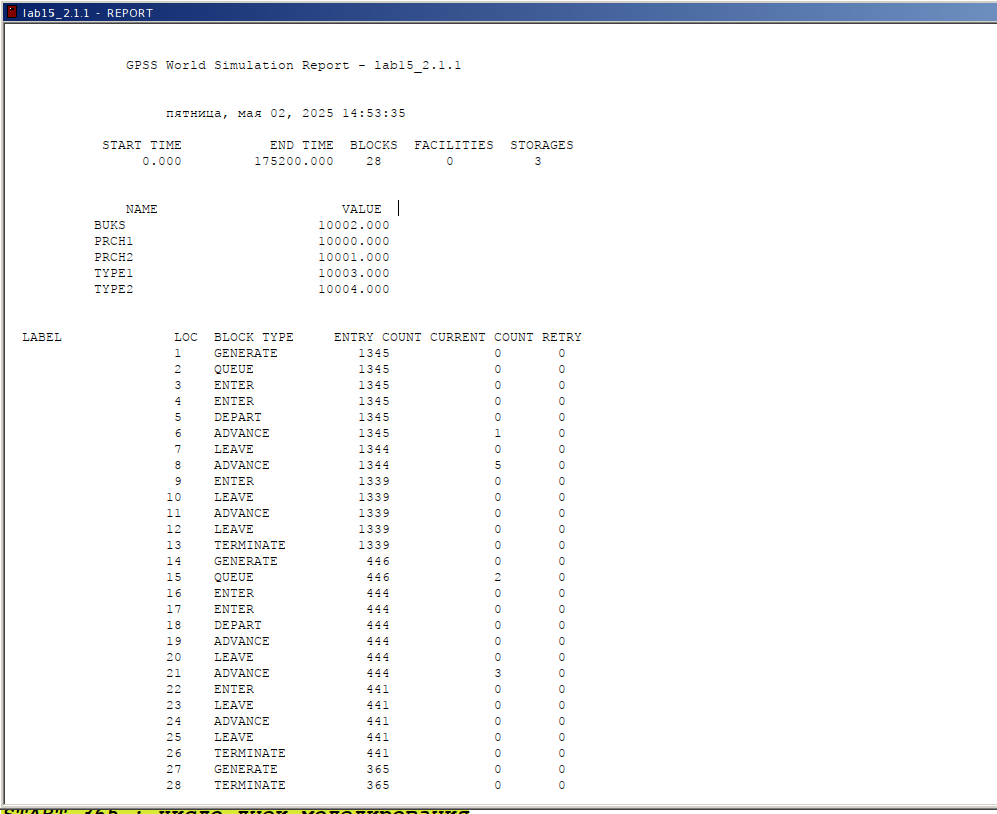 lab15_2.1.1 - REPORT
GPSS World Simulation Report - lab15_2.1.1
пятница, мая 02, 2025 14:53:35
START TIME END TIME BLOCKS FACILITIES STORAGES
0.000 175200.000 28 0 3
NAME VALUE
BUKS 10002.000
PRCH1 10000.000
PRCH2 10001.000
TYPE1 10003.000
TYPE2 10004.000
LABEL LOC BLOCK TYPE ENTRY COUNT CURRENT COUNT RETRY
1 GENERATE 1345 0 0
2 QUEUE 1345 0 0
3 ENTER 1345 0 0
4 ENTER 1345 0 0
5 DEPART 1345 0 0
6 ADVANCE 1345 1 0
7 LEAVE 1344 0 0
8 ADVANCE 1344 5 0
9 ENTER 1339 0 0
10 LEAVE 1339 0 0
11 ADVANCE 1339 0 0
12 LEAVE 1339 0 0
13 TERMINATE 1339 0 0
14 GENERATE 446 0 0
15 QUEUE 446 2 0
16 ENTER 444 0 0
17 ENTER 444 0 0
18 DEPART 444 0 0
19 ADVANCE 444 0 0
20 LEAVE 444 0 0
21 ADVANCE 444 3 0
22 ENTER 441 0 0
23 LEAVE 441 0 0
24 ADVANCE 441 0 0
25 LEAVE 441 0 0
26 TERMINATE 441 0 0
27 GENERATE 365 0 0
28 TERMINATE 365 0 0
START 365 ; число